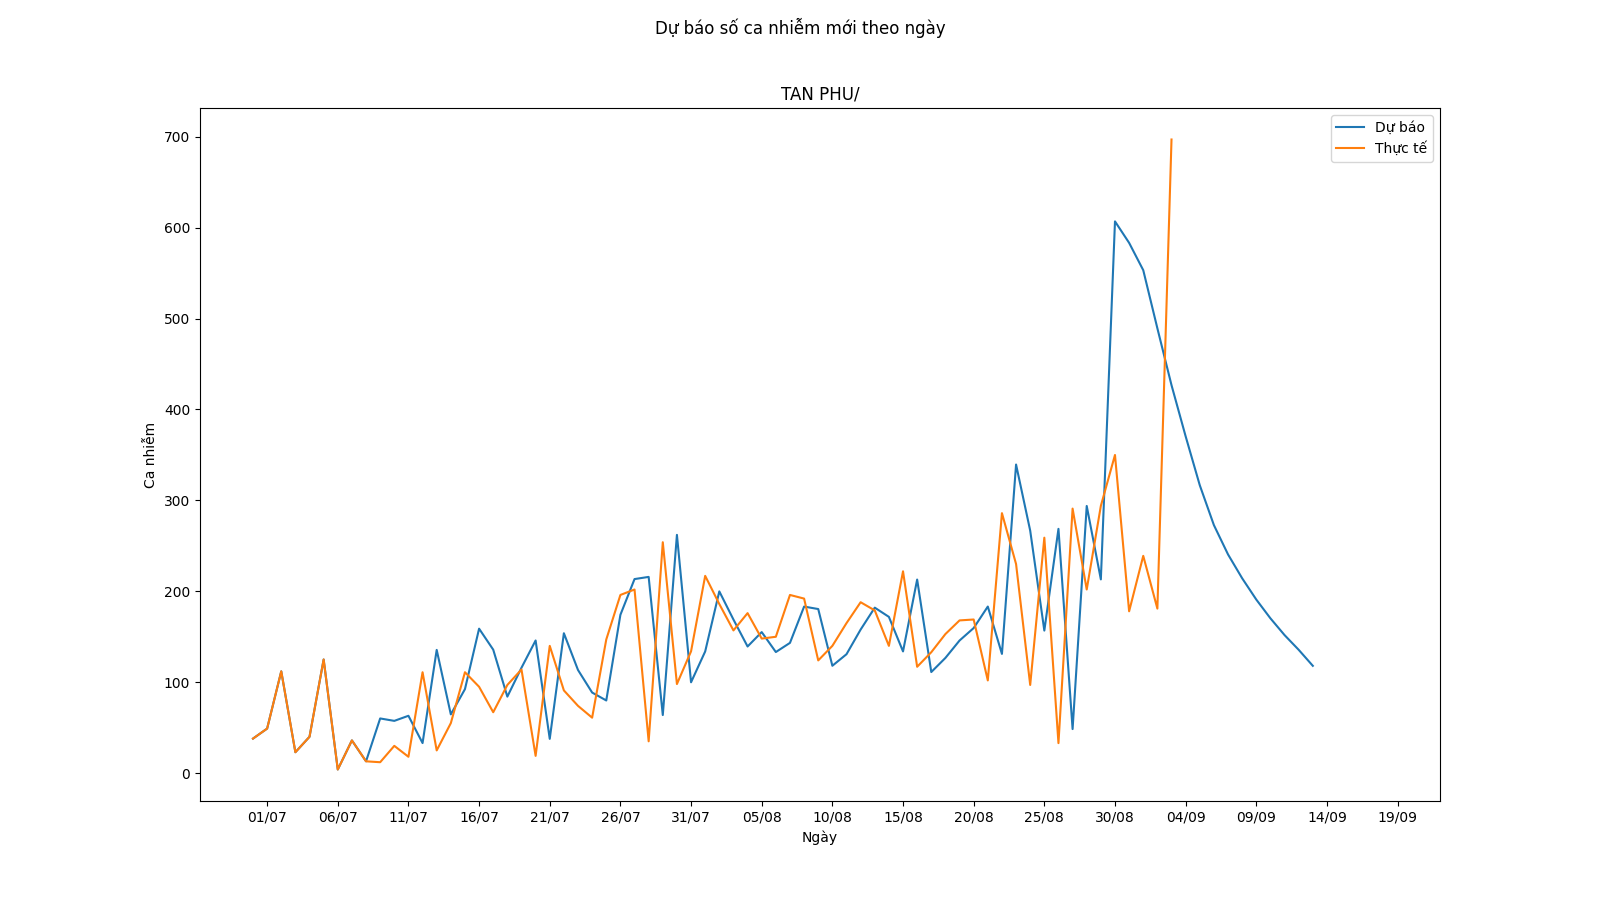 Dự báo số ca nhiễm mới theo ngày
TAN PHU/
Dự báo
Thực tế
700
600
500
400
300
200
100
0
Ca nhiễm
01/07 06/07 11/07 16/07 21/07 26/07 31/07 05/08 10/08 15/08 20/08 25/08 30/08 04/09 09/09 14/09 19/09
Ngày